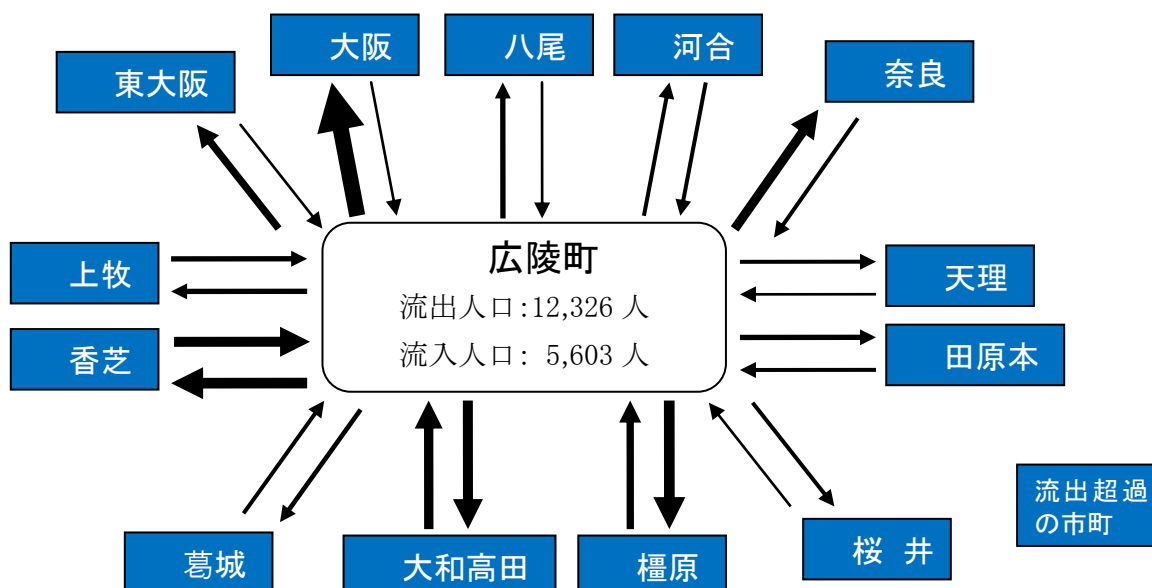 大阪
八尾
河合
奈良
東大阪
広陵町
流出人口:12,326 人
流入人口: 5,603 人
上牧
香芝
天理
田原本
葛城
大和高田
橿原
桜 井
流出超過
の市町